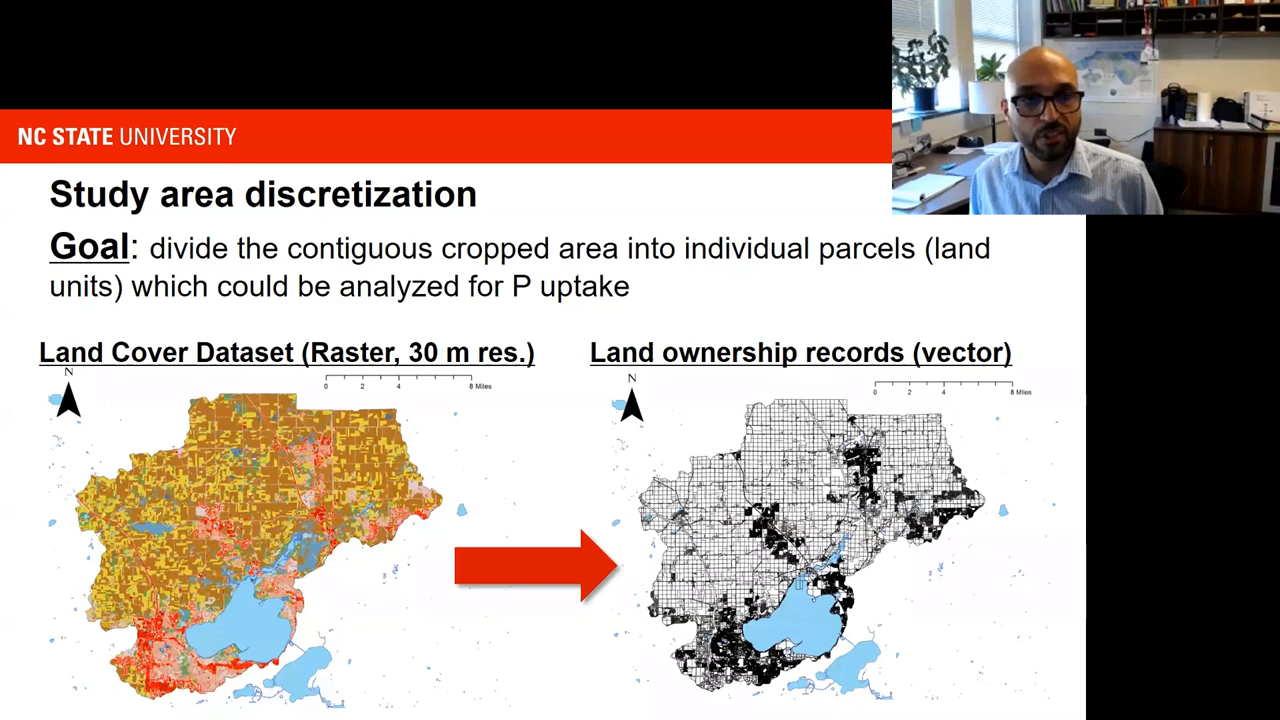 NC STATE UNIVERSITY
Study area discretization
Goal: divide the contiguous cropped area into individual parcels (land
units) which could be analyzed for P uptake
Land Cover Dataset (Raster, 30 m res.)
N
0 2 4 8 Miles
Land ownership records (vector)
N
0 2 4 8 Miles